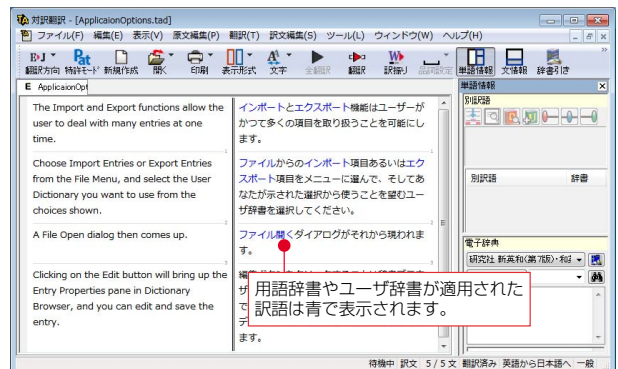 対訳翻訳 - [ApplicaionOptions.tad]
ファイル(F) 編集(E) 表示(V) 原文編集(P) 翻訳(T) 訳文編集(S) ツール(L) ウィンドウ(W) ヘルプ(H)
翻訳方向 特許モード 新規作成 開く 印刷 表示形式 文字 全翻訳 翻訳 訳振り 品詞設定 単語情報 文情報 辞書引き
E ApplicaionOpt
単語情報
別訳語
The Import and Export functions allow the
user to deal with many entries at one
time.
インポートとエクスポート機能はユーザーが
かつて多くの項目を取り扱うことを可能にし
ます。
Choose Import Entries or Export Entries
from the File Menu, and select the User
Dictionary you want to use from the
choices shown.
ファイルからのインポート項目あるいはエク
スポート項目をメニューに選んで、そしてあ
なたが示された選択から使うことを望むユー
ザ辞書を選択してください。
別訳語 辞書
A File Open dialog then comes up.
ファイル開くダイアログがそれから現われま
す。
電子辞典
研究社 新英和(第7版)・和
Clicking on the Edit button will bring up the
Entry Properties pane in Dictionary
Browser, and you can edit and save the
entry.
ます。
用語辞書やユーザ辞書が適用された
訳語は青で表示されます。
待機中 訳文 5 / 5 文 翻訳済み 英語から日本語へ 一般